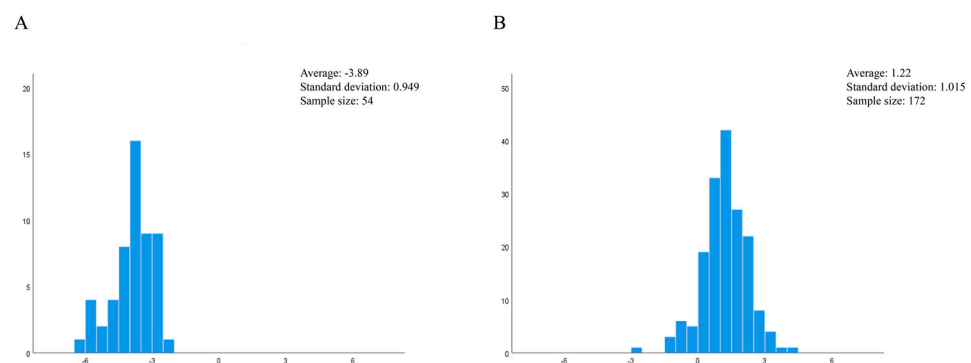 A
Average: -3.89
Standard deviation: 0.949
Sample size: 54
20
15
10
5
0
-6 -3 0 3 6
B
Average: 1.22
Standard deviation: 1.015
Sample size: 172
50
40
30
20
10
0
-6 -3 0 3 6